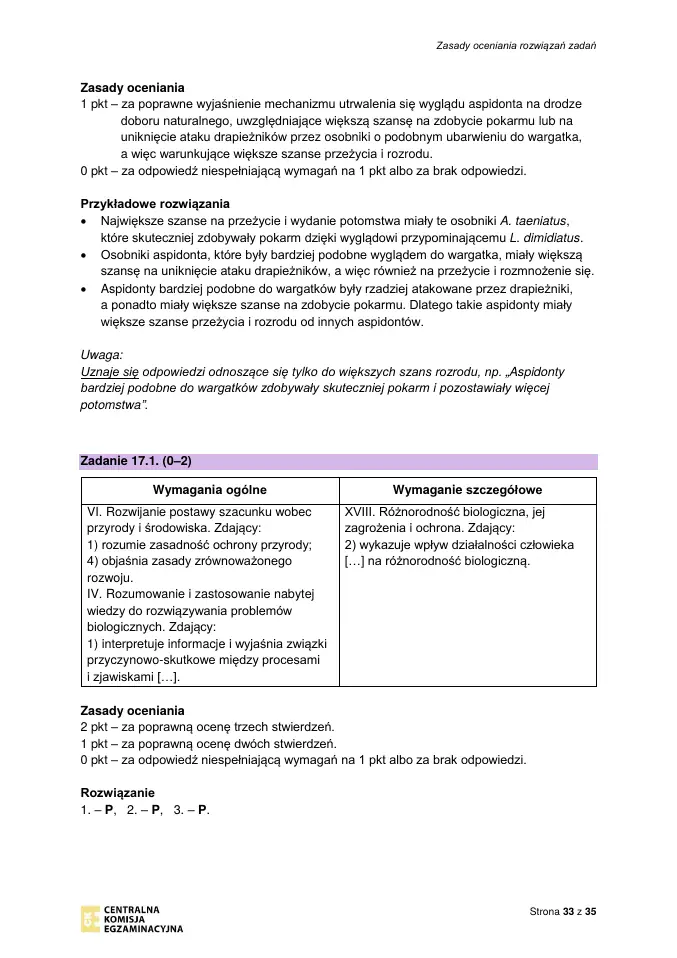 Zasady oceniania rozwiązań zadań
Zasady oceniania
1 pkt – za poprawne wyjaśnienie mechanizmu utrwalenia się wyglądu aspidonta na drodze
doboru naturalnego, uwzględniające większą szansę na zdobycie pokarmu lub na
uniknięcie ataku drapieżników przez osobniki o podobnym ubarwieniu do wargatka,
a więc warunkujące większe szanse przeżycia i rozrodu.
0 pkt – za odpowiedź niespełniającą wymagań na 1 pkt albo za brak odpowiedzi.
Przykładowe rozwiązania
• Największe szanse na przeżycie i wydanie potomstwa miały te osobniki A. taeniatus,
które skuteczniej zdobywały pokarm dzięki wyglądowi przypominającemu L. dimidiatus.
• Osobniki aspidonta, które były bardziej podobne wyglądem do wargatka, miały większą
szansę na uniknięcie ataku drapieżników, a więc również na przeżycie i rozmnożenie się.
• Aspidonty bardziej podobne do wargatków były rzadziej atakowane przez drapieżniki,
a ponadto miały większe szanse na zdobycie pokarmu. Dlatego takie aspidonty miały
większe szanse przeżycia i rozrodu od innych aspidontów.
Uwaga:
Uznaje się odpowiedzi odnoszące się tylko do większych szans rozrodu, np. „Aspidonty
bardziej podobne do wargatków zdobywały skuteczniej pokarm i pozostawiały więcej
potomstwa”.
Zadanie 17.1. (0–2)
Wymagania ogólne
Wymaganie szczegółowe
VI. Rozwijanie postawy szacunku wobec
przyrody i środowiska. Zdający:
1) rozumie zasadność ochrony przyrody;
4) objaśnia zasady zrównoważonego
rozwoju.
IV. Rozumowanie i zastosowanie nabytej
wiedzy do rozwiązywania problemów
biologicznych. Zdający:
1) interpretuje informacje i wyjaśnia związki
przyczynowo-skutkowe między procesami
i zjawiskami […].
XVIII. Różnorodność biologiczna, jej
zagrożenia i ochrona. Zdający:
2) wykazuje wpływ działalności człowieka
[…] na różnorodność biologiczną.
Zasady oceniania
2 pkt – za poprawną ocenę trzech stwierdzeń.
1 pkt – za poprawną ocenę dwóch stwierdzeń.
0 pkt – za odpowiedź niespełniającą wymagań na 1 pkt albo za brak odpowiedzi.
Rozwiązanie
1. – P, 2. – P, 3. – P.
CKE
CENTRALNA
KOMISJA
EGZAMINACYJNA
Strona 33 z 35